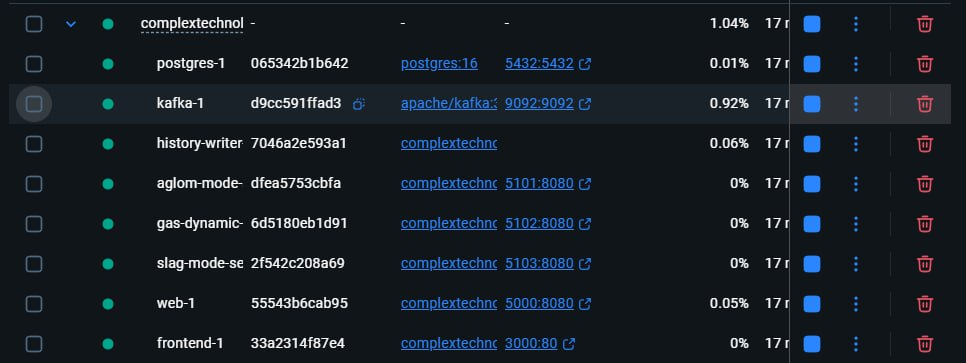 complextechnol - - - 1.04% 17
postgres-1 065342b1b642 postgres:16 5432:5432 0.01% 17
kafka-1 d9cc591ffad3 apache/kafka:3 9092:9092 0.92% 17
history-writer 7046a2e593a1 complextechnc 0.06% 17
aglom-mode- dfea5753cbfa complextechnc 5101:8080 0% 17
gas-dynamic- 6d5180eb1d91 complextechnc 5102:8080 0% 17
slag-mode-se 2f542c208a69 complextechnc 5103:8080 0% 17
web-1 55543b6cab95 complextechnc 5000:8080 0.05% 17
frontend-1 33a2314f87e4 complextechnc 3000:80 0% 17